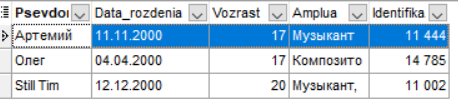 Psevdoi Data_rozdenia Vozrast Amplua Identifika
Артемий 11.11.2000 17 Музыкант 11 444
Олег 04.04.2000 17 Композито 14 785
Still Tim 12.12.2000 20 Музыкант, 11 002